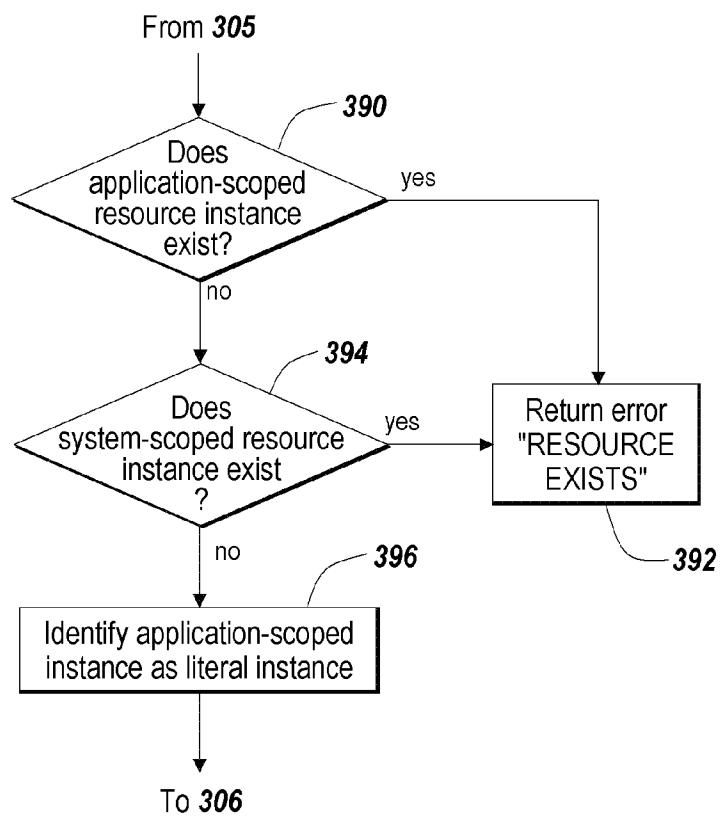 From 305
390
Does
application-scoped
resource instance
exist?
yes
no
394
Does
system-scoped resource
instance exist
?
yes
Return error
"RESOURCE
EXISTS"
392
no
396
Identify application-scoped
instance as literal instance
To 306